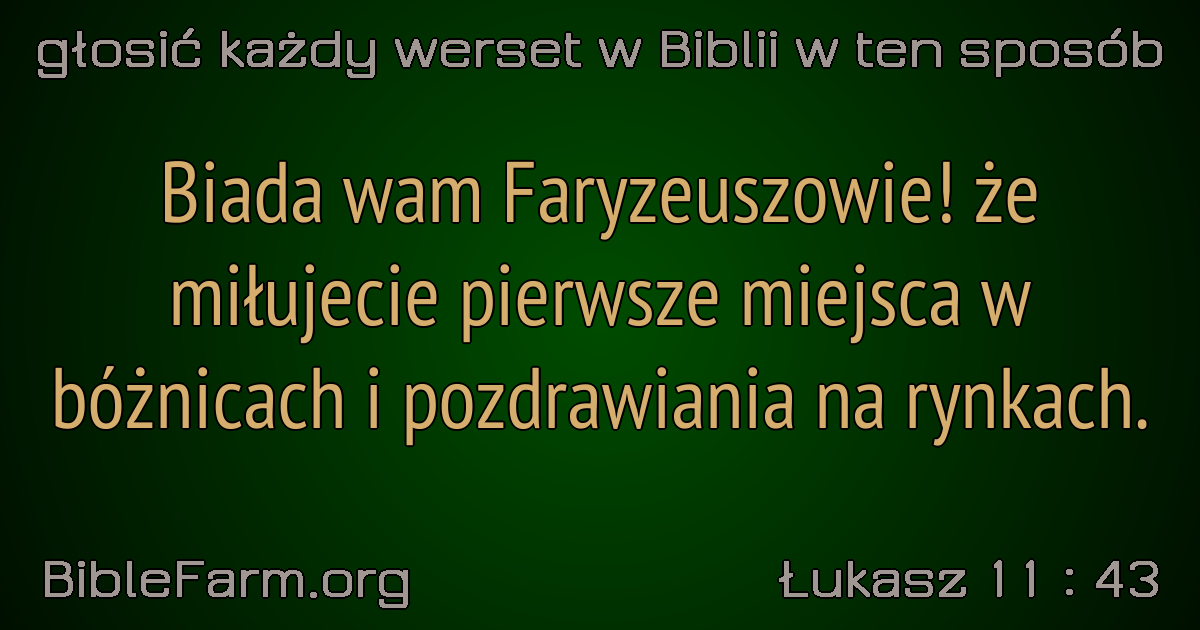 głosić każdy werset w Biblii w ten sposób
Biada wam Faryzeuszowie! że
miłujecie pierwsze miejsca w
bóżnicach i pozdrawiania na rynkach.
BibleFarm.org
Łukasz 11 : 43